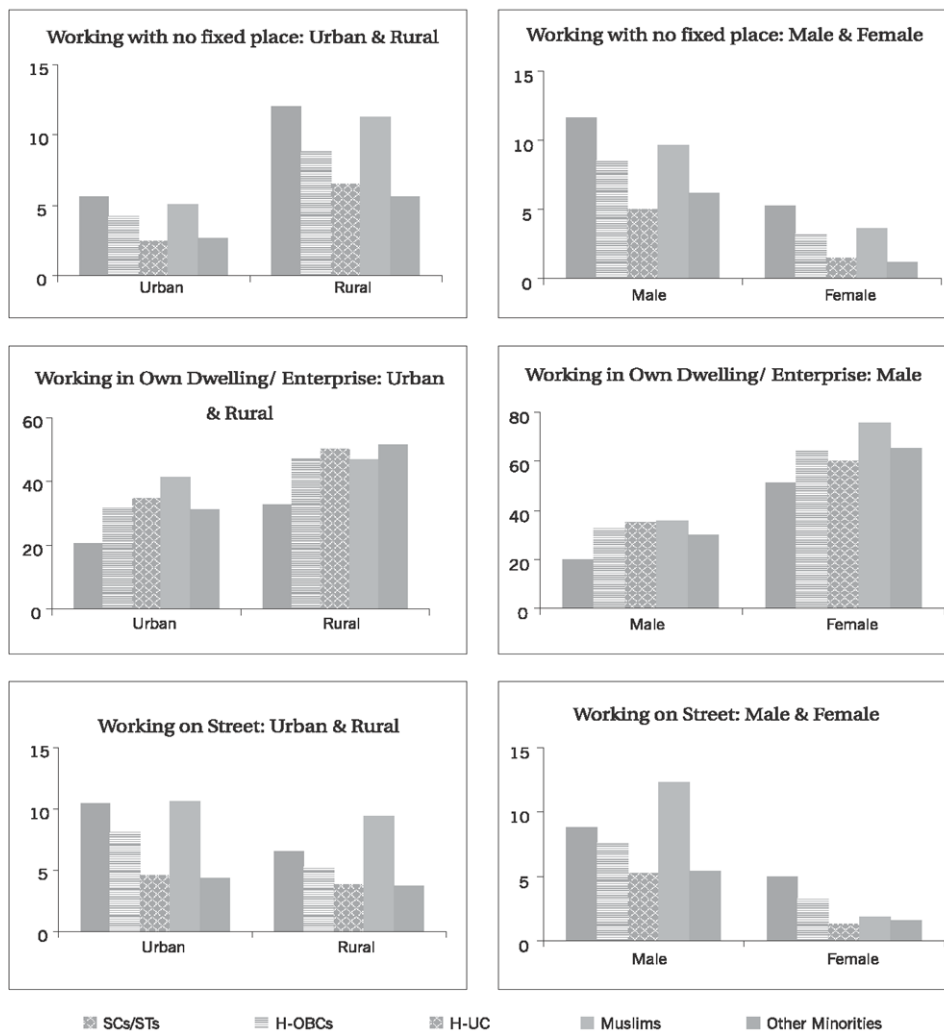 Working with no fixed place: Urban & Rural
15
10
5
0
Urban Rural
Working with no fixed place: Male & Female
15
10
5
0
Male Female
Working in Own Dwelling/ Enterprise: Urban
& Rural
60
40
20
0
Urban Rural
Working in Own Dwelling/ Enterprise: Male
80
60
40
20
0
Male Female
Working on Street: Urban & Rural
15
10
5
0
Urban Rural
Working on Street: Male & Female
15
10
5
0
Male Female
SCs/STs H-OBCs H-UC Muslims Other Minorities